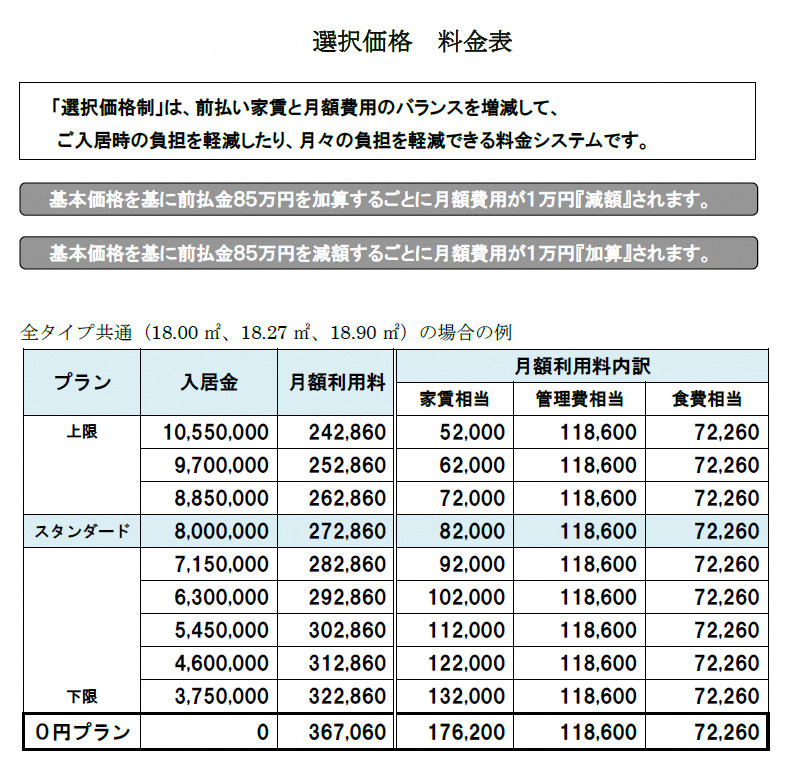 選択価格　料金表
「選択価格制」は、前払い家賃と月額費用のバランスを増減して、
ご入居時の負担を軽減したり、月々の負担を軽減できる料金システムです。
基本価格を基に前払金85万円を加算するごとに月額費用が1万円『減額』されます。
基本価格を基に前払金85万円を減額するごとに月額費用が1万円『加算』されます。
全タイプ共通（18.00 ㎡、18.27 ㎡、18.90 ㎡）の場合の例
プラン 入居金 月額利用料 月額利用料内訳
家賃相当 管理費相当 食費相当
上限 10,550,000 242,860 52,000 118,600 72,260
9,700,000 252,860 62,000 118,600 72,260
8,850,000 262,860 72,000 118,600 72,260
スタンダード 8,000,000 272,860 82,000 118,600 72,260
7,150,000 282,860 92,000 118,600 72,260
6,300,000 292,860 102,000 118,600 72,260
5,450,000 302,860 112,000 118,600 72,260
4,600,000 312,860 122,000 118,600 72,260
下限 3,750,000 322,860 132,000 118,600 72,260
０円プラン 0 367,060 176,200 118,600 72,260